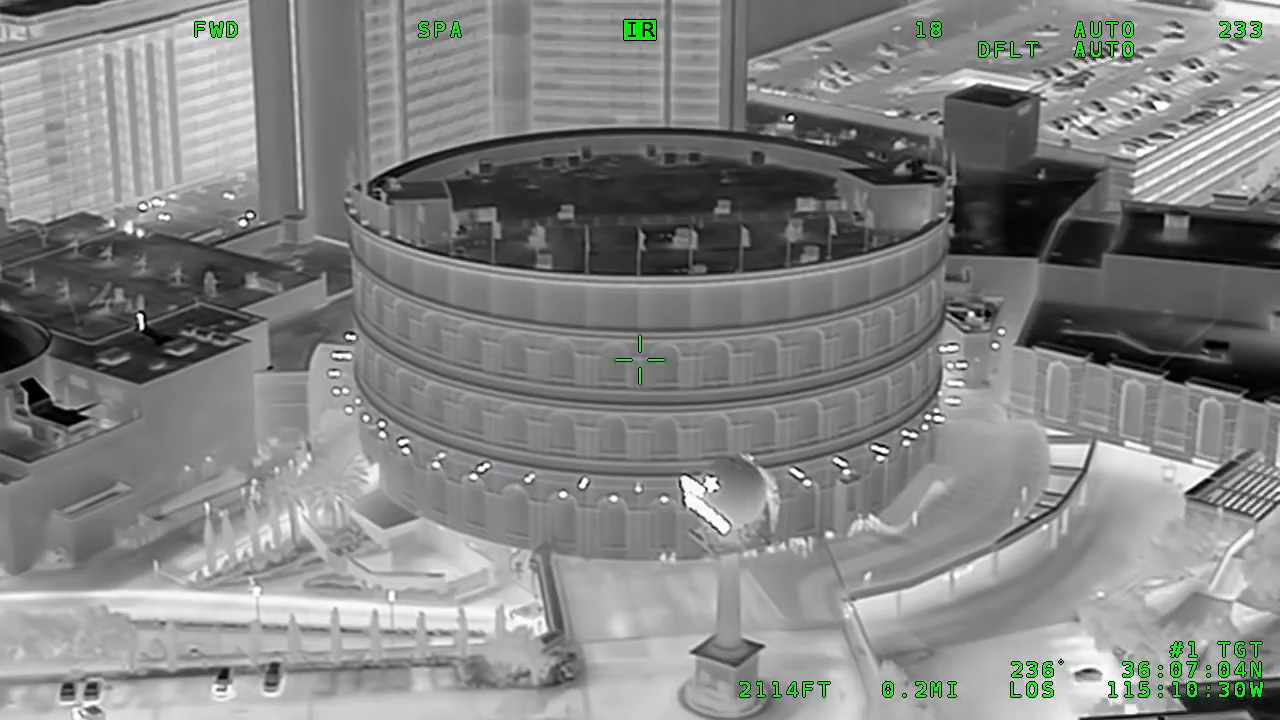 FWD SPA IR 18 AUTO 233
DFLT AUTO
#1 TGT
236° 36:07:04N
2114FT 0.2MI LOS 115:10:30W